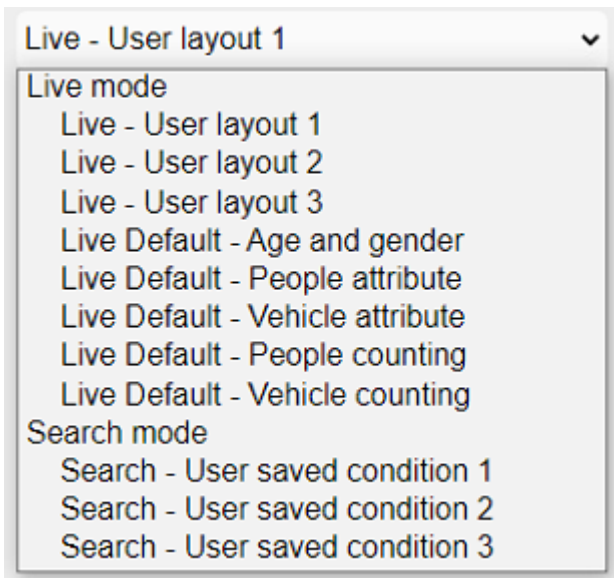 Live - User layout 1
Live mode
Live - User layout 1
Live - User layout 2
Live - User layout 3
Live Default - Age and gender
Live Default - People attribute
Live Default - Vehicle attribute
Live Default - People counting
Live Default - Vehicle counting
Search mode
Search - User saved condition 1
Search - User saved condition 2
Search - User saved condition 3